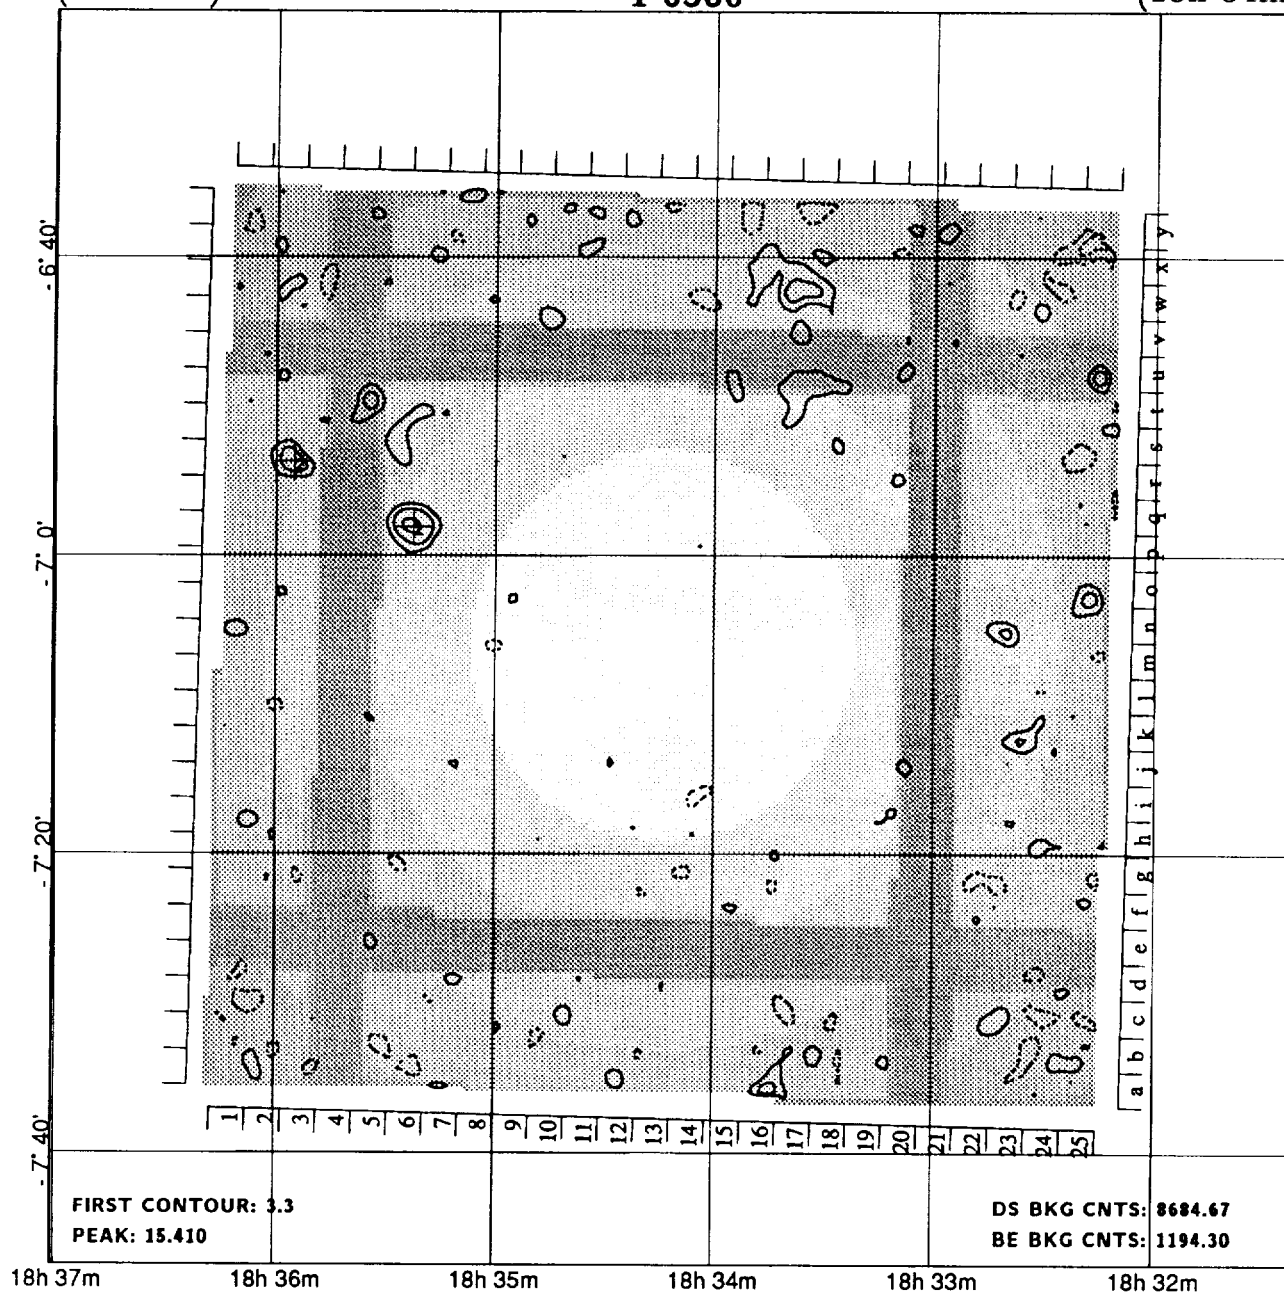 - 6° 40'
- 7° 0'
- 7° 20'
- 7° 40'
y
x
w
v
u
t
s
r
q
p
o
n
m
l
k
j
i
h
g
f
e
d
c
b
a
1 2 3 4 5 6 7 8 9 10 11 12 13 14 15 16 17 18 19 20 21 22 23 24 25
FIRST CONTOUR: 3.3
PEAK: 15.410
DS BKG CNTS: 8684.67
BE BKG CNTS: 1194.30
18h 37m 18h 36m 18h 35m 18h 34m 18h 33m 18h 32m